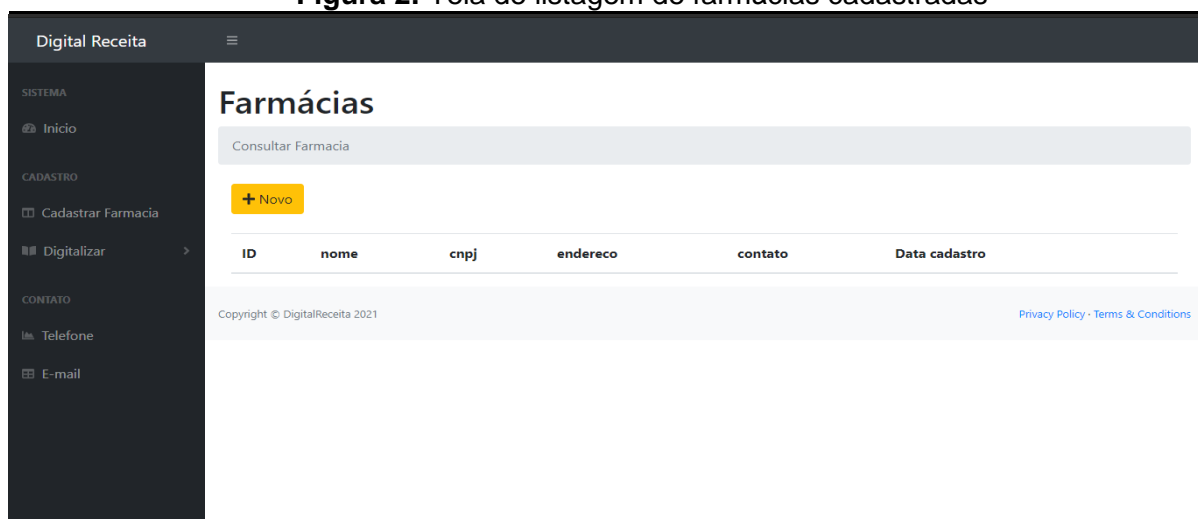 Figura 2. Tela de listagem de farmácias cadastradas
Digital Receita
SISTEMA
Inicio
CADASTRO
Cadastrar Farmacia
Digitalizar
CONTATO
Telefone
E-mail
Farmácias
Consultar Farmacia
+ Novo
ID nome cnpj endereco contato Data cadastro
Copyright © DigitalReceita 2021 Privacy Policy · Terms & Conditions